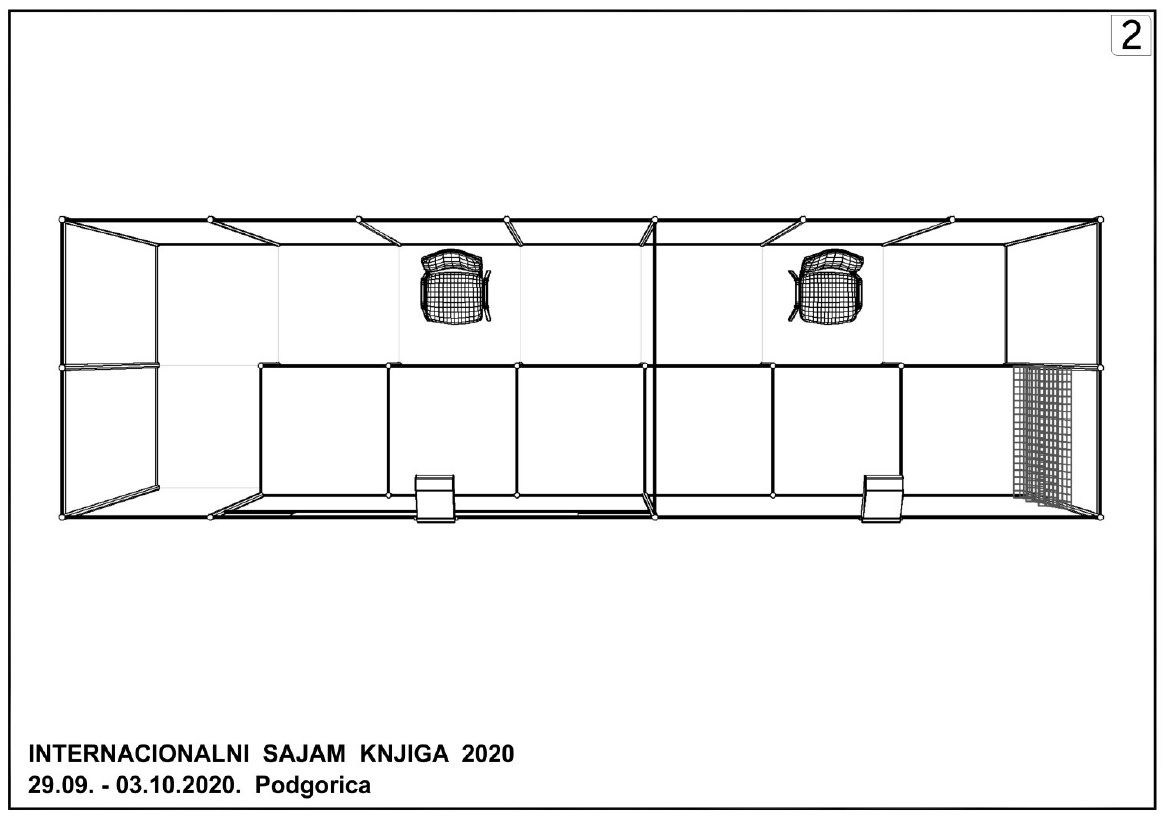 2
INTERNACIONALNI SAJAM KNJIGA 2020
29.09. - 03.10.2020. Podgorica